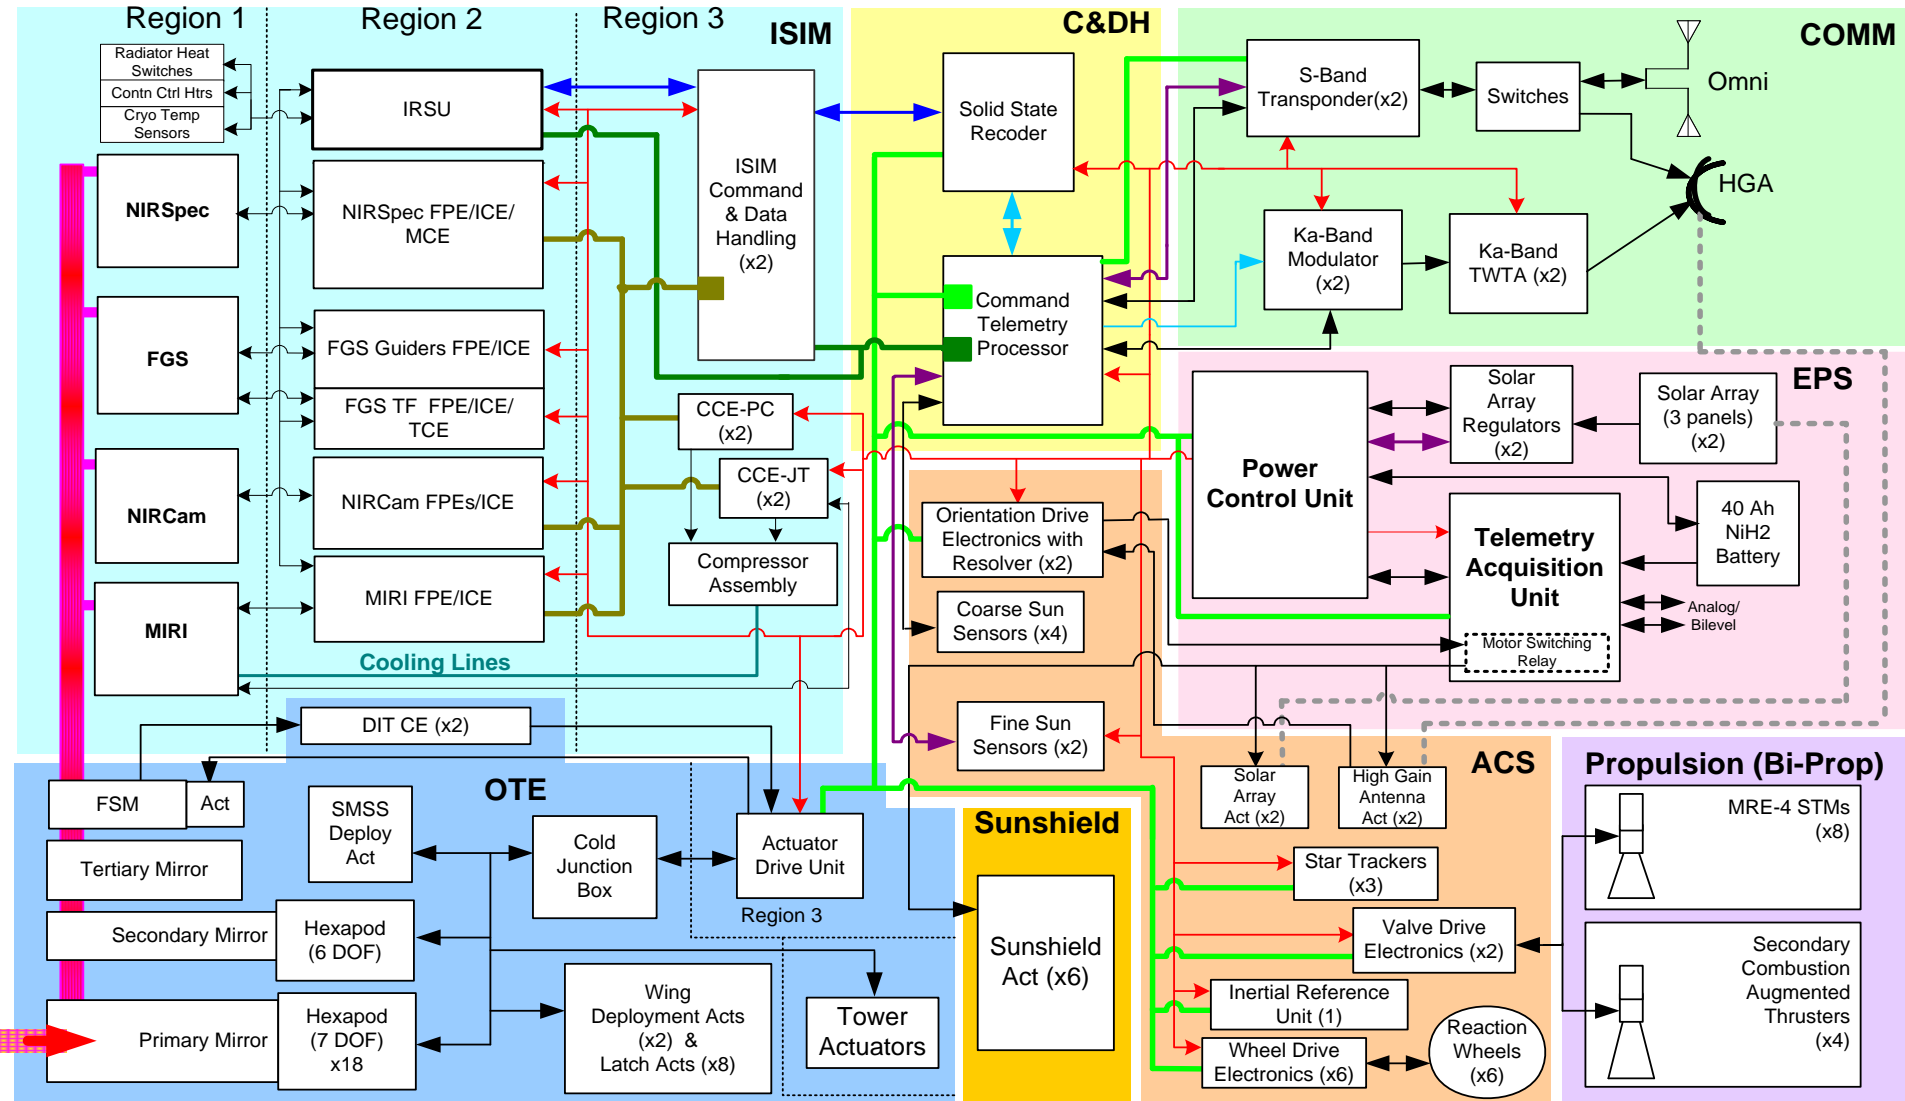 Region 1
Region 2
Region 3
ISIM
Radiator Heat
Switches
Contn Ctrl Htrs
Cryo Temp
Sensors
IRSU
ISIM
Command
& Data
Handling
(x2)
NIRSpec
NIRSpec FPE/ICE/
MCE
FGS
FGS Guiders FPE/ICE
FGS TF FPE/ICE/
TCE
CCE-PC
(x2)
CCE-JT
(x2)
NIRCam
NIRCam FPEs/ICE
Compressor
Assembly
MIRI
MIRI FPE/ICE
Cooling Lines
C&DH
Solid State
Recoder
Command
Telemetry
Processor
COMM
S-Band
Transponder(x2)
Switches
Omni
HGA
Ka-Band
Modulator
(x2)
Ka-Band
TWTA (x2)
EPS
Power
Control Unit
Solar
Array
Regulators
(x2)
Solar Array
(3 panels)
(x2)
40 Ah
NiH2
Battery
Telemetry
Acquisition
Unit
Analog/
Bilevel
Motor Switching
Relay
Orientation Drive
Electronics with
Resolver (x2)
Coarse Sun
Sensors (x4)
Fine Sun
Sensors (x2)
Solar
Array
Act (x2)
High Gain
Antenna
Act (x2)
ACS
Star Trackers
(x3)
Valve Drive
Electronics (x2)
Inertial Reference
Unit (1)
Wheel Drive
Electronics (x6)
Reaction
Wheels
(x6)
Propulsion (Bi-Prop)
MRE-4 STMs
(x8)
Secondary
Combustion
Augmented
Thrusters
(x4)
Sunshield
Sunshield
Act (x6)
DIT CE (x2)
OTE
FSM
Act
SMSS
Deploy
Act
Cold
Junction
Box
Actuator
Drive Unit
Region 3
Tertiary Mirror
Secondary Mirror
Hexapod
(6 DOF)
Primary Mirror
Hexapod
(7 DOF)
x18
Wing
Deployment Acts
(x2) &
Latch Acts (x8)
Tower
Actuators